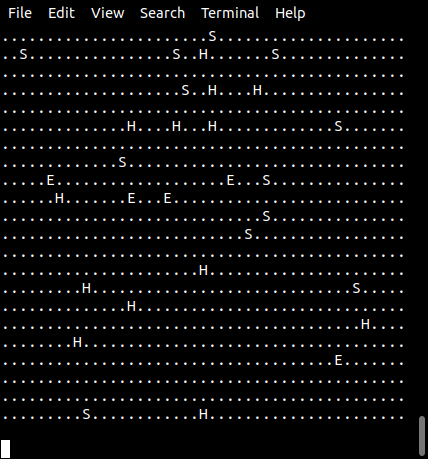 File Edit View Search Terminal Help
.......................S.....................
..S................S..H.......S..............
.............................................
....................S..H....H................
.............................................
..............H....H...H.............S.......
.............................................
.............S...............................
.....E...................E...S...............
......H.......E...E..........................
.............................S...............
...........................S.................
.............................................
......................H......................
.........H.............................S.....
..............H..............................
........................................H....
........H....................................
.....................................E.......
.............................................
.............................................
.........S............H......................